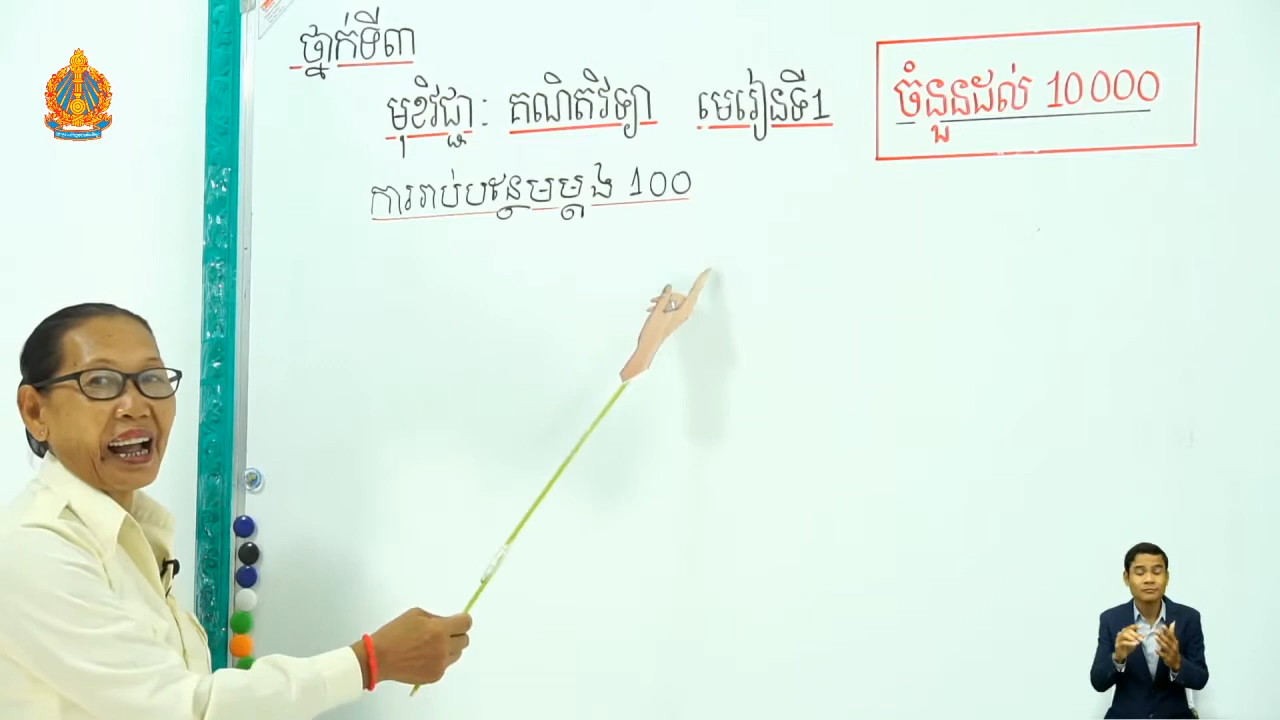 ថ្នាក់ទី៣
មុខវិជ្ជា: គណិតវិទ្យា មេរៀនទី1
ចំនួនដល់ 10000
ការរាប់បន្ថែមម្ដង 100